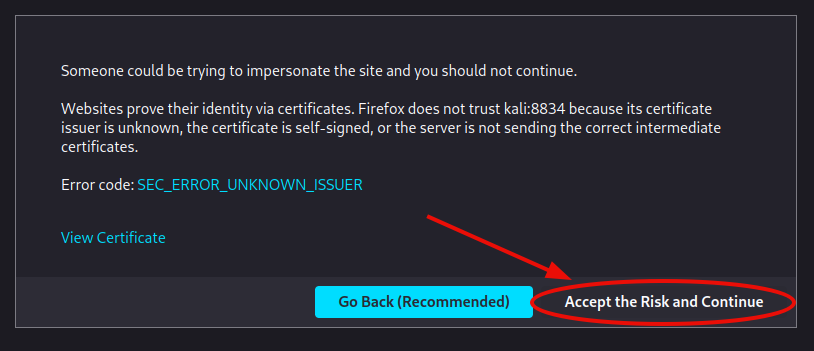 Someone could be trying to impersonate the site and you should not continue.
Websites prove their identity via certificates. Firefox does not trust kali:8834 because its certificate
issuer is unknown, the certificate is self-signed, or the server is not sending the correct intermediate
certificates.
Error code: SEC_ERROR_UNKNOWN_ISSUER
View Certificate
Go Back (Recommended) Accept the Risk and Continue